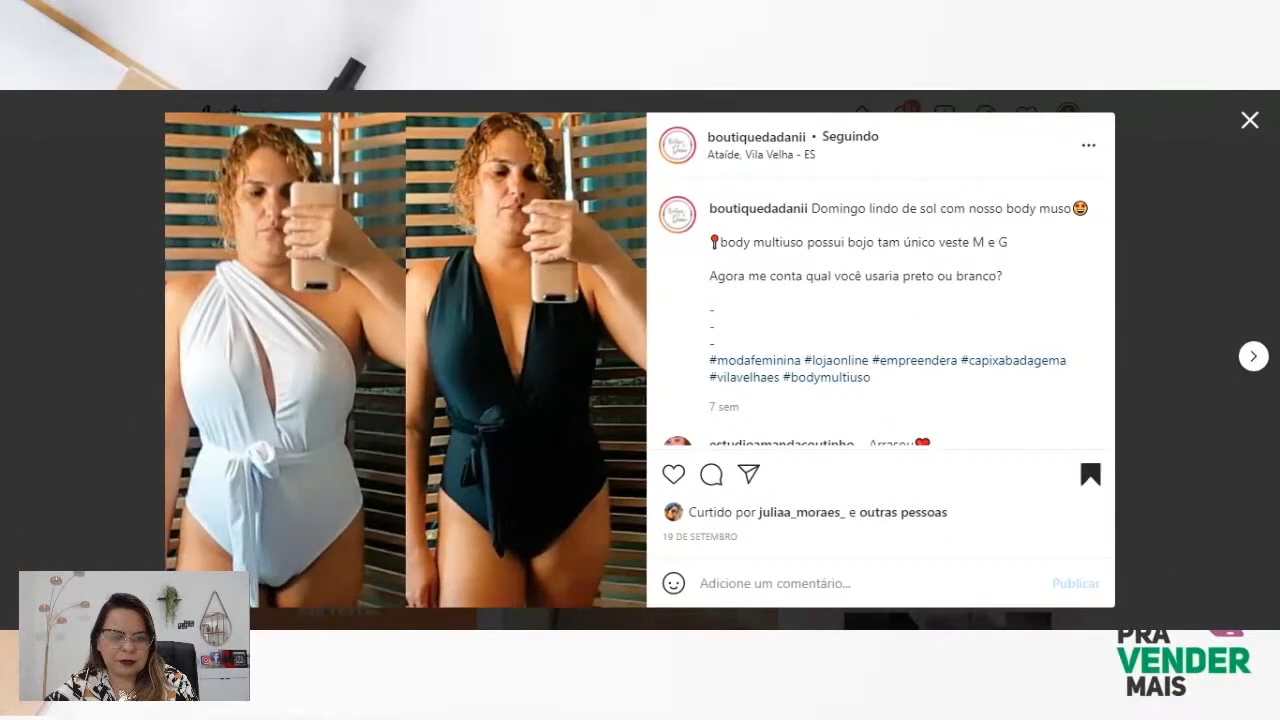 boutiquedadanii • Seguindo
Ataíde, Vila Velha - ES
boutiquedadanii Domingo lindo de sol com nosso body muso
body multiuso possui bojo tam único veste M e G
Agora me conta qual você usaria preto ou branco?
-
-
-
#modafeminina #lojaonline #empreendera #capixabadagema
#vilavelhaes #bodymultiuso
7 sem
estudioamandacoutinho_ Arrasou
Curtido por juliaa_moraes_ e outras pessoas
19 DE SETEMBRO
Adicione um comentário...
Publicar
PRA
VENDER
MAIS